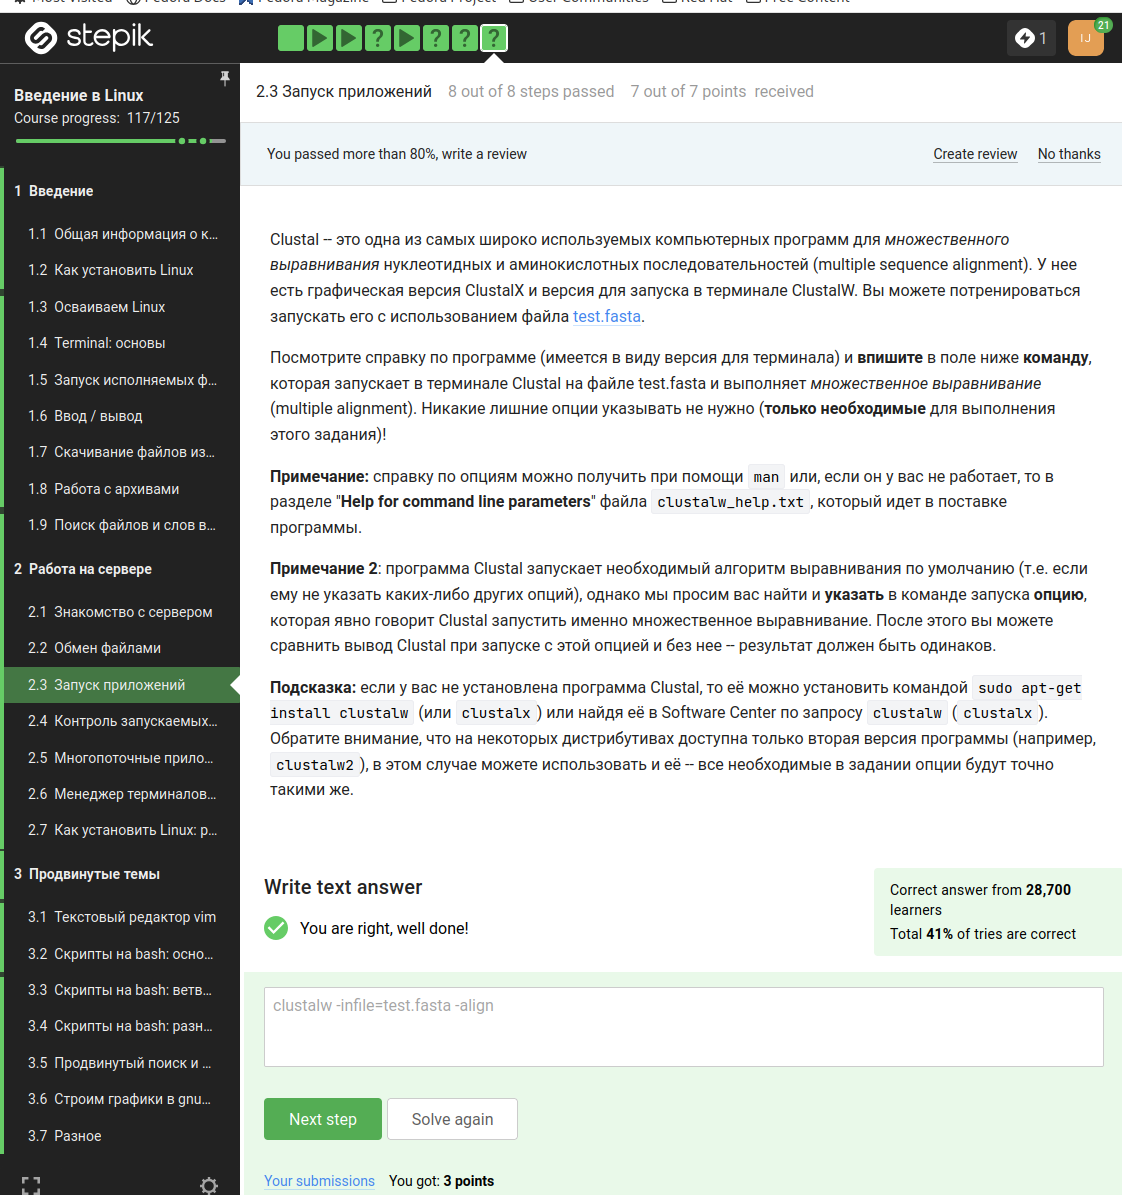 Most Visited Fedora Docs Fedora Magazine Fedora Project User Communities Red Hat Free Content
stepik
? ? ? ?
1
IJ
21
Введение в Linux
Course progress: 117/125
1 Введение
1.1 Общая информация о к...
1.2 Как установить Linux
1.3 Осваиваем Linux
1.4 Terminal: основы
1.5 Запуск исполняемых ф...
1.6 Ввод / вывод
1.7 Скачивание файлов из...
1.8 Работа с архивами
1.9 Поиск файлов и слов в...
2 Работа на сервере
2.1 Знакомство с сервером
2.2 Обмен файлами
2.3 Запуск приложений
2.4 Контроль запускаемых...
2.5 Многопоточные прило...
2.6 Менеджер терминалов...
2.7 Как установить Linux: р...
3 Продвинутые темы
3.1 Текстовый редактор vim
3.2 Скрипты на bash: осно...
3.3 Скрипты на bash: ветв...
3.4 Скрипты на bash: разн...
3.5 Продвинутый поиск и ...
3.6 Строим графики в gnu...
3.7 Разное
2.3 Запуск приложений 8 out of 8 steps passed 7 out of 7 points received
You passed more than 80%, write a review Create review No thanks
Clustal -- это одна из самых широко используемых компьютерных программ для множественного
выравнивания нуклеотидных и аминокислотных последовательностей (multiple sequence alignment). У нее
есть графическая версия ClustalX и версия для запуска в терминале ClustalW. Вы можете потренироваться
запускать его с использованием файла test.fasta.
Посмотрите справку по программе (имеется в виду версия для терминала) и впишите в поле ниже команду,
которая запускает в терминале Clustal на файле test.fasta и выполняет множественное выравнивание
(multiple alignment). Никакие лишние опции указывать не нужно (только необходимые для выполнения
этого задания)!
Примечание: справку по опциям можно получить при помощи man или, если он у вас не работает, то в
разделе "Help for command line parameters" файла clustalw_help.txt, который идет в поставке
программы.
Примечание 2: программа Clustal запускает необходимый алгоритм выравнивания по умолчанию (т.е. если
ему не указать каких-либо других опций), однако мы просим вас найти и указать в команде запуска опцию,
которая явно говорит Clustal запустить именно множественное выравнивание. После этого вы можете
сравнить вывод Clustal при запуске с этой опцией и без нее -- результат должен быть одинаков.
Подсказка: если у вас не установлена программа Clustal, то её можно установить командой sudo apt-get
install clustalw (или clustalx) или найдя её в Software Center по запросу clustalw (clustalx).
Обратите внимание, что на некоторых дистрибутивах доступна только вторая версия программы (например,
clustalw2), в этом случае можете использовать и её -- все необходимые в задании опции будут точно
такими же.
Write text answer
You are right, well done!
Correct answer from 28,700
learners
Total 41% of tries are correct
clustalw -infile=test.fasta -align
Next step Solve again
Your submissions You got: 3 points